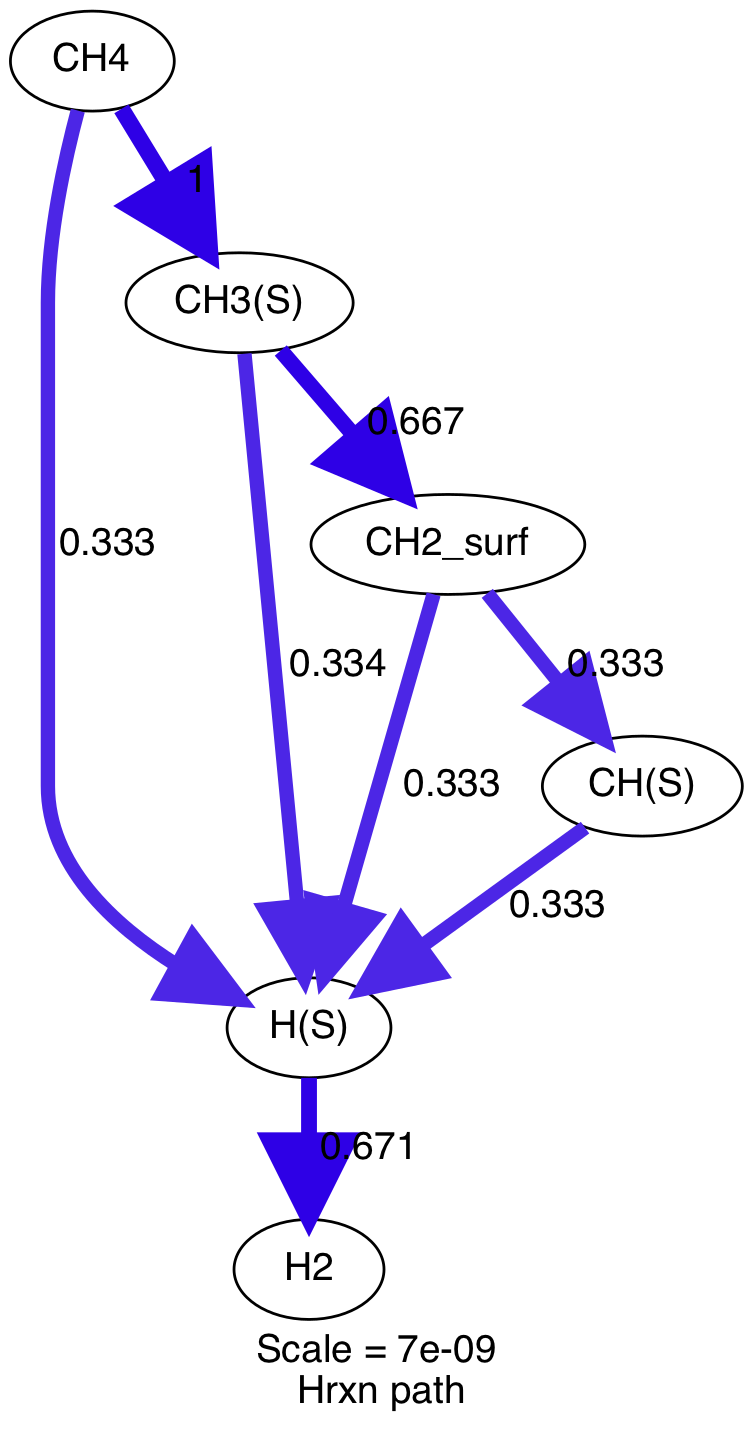 CH4
1
CH3(S)
0.667
0.333
CH2_surf
0.334
0.333
0.333
CH(S)
0.333
H(S)
0.671
H2
Scale = 7e-09
Hrxn path